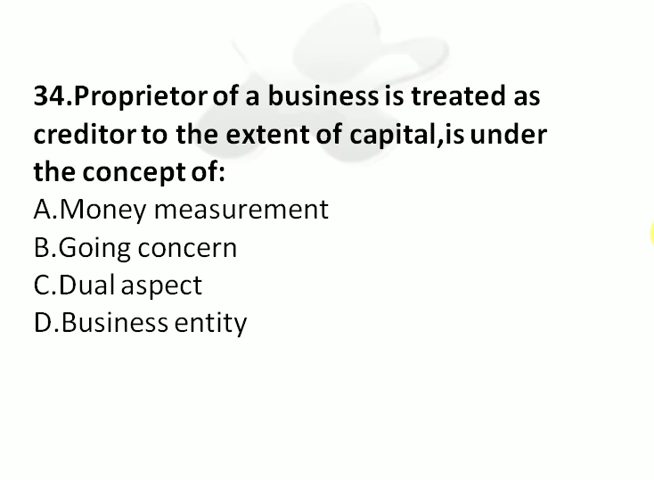 34.Proprietor of a business is treated as
creditor to the extent of capital,is under
the concept of:
A.Money measurement
B.Going concern
C.Dual aspect
D.Business entity